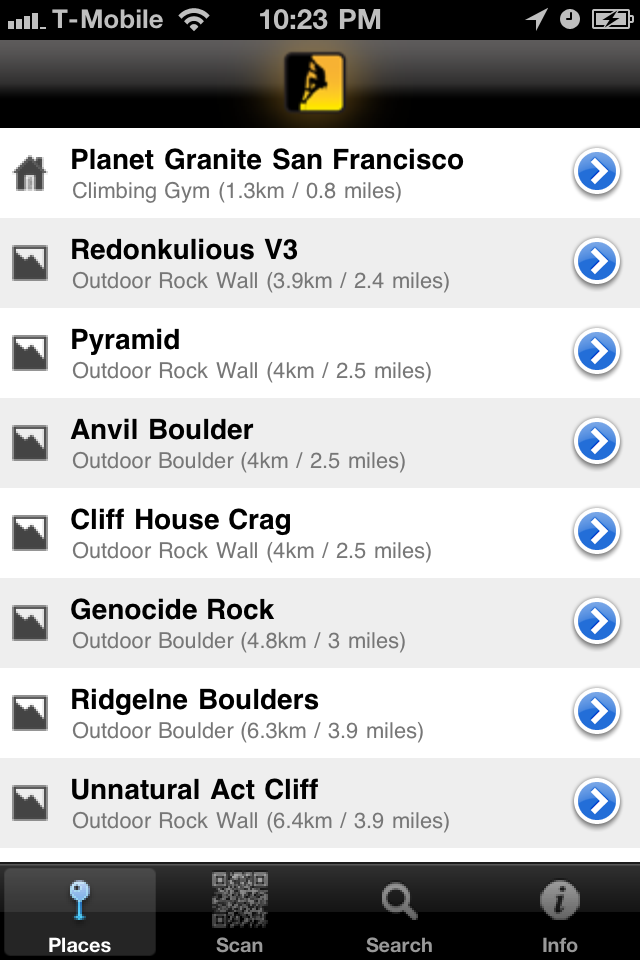 T-Mobile 10:23 PM
Planet Granite San Francisco
Climbing Gym (1.3km / 0.8 miles)
Redonkulious V3
Outdoor Rock Wall (3.9km / 2.4 miles)
Pyramid
Outdoor Rock Wall (4km / 2.5 miles)
Anvil Boulder
Outdoor Boulder (4km / 2.5 miles)
Cliff House Crag
Outdoor Rock Wall (4km / 2.5 miles)
Genocide Rock
Outdoor Boulder (4.8km / 3 miles)
Ridgelne Boulders
Outdoor Boulder (6.3km / 3.9 miles)
Unnatural Act Cliff
Outdoor Rock Wall (6.4km / 3.9 miles)
Places Scan Search Info